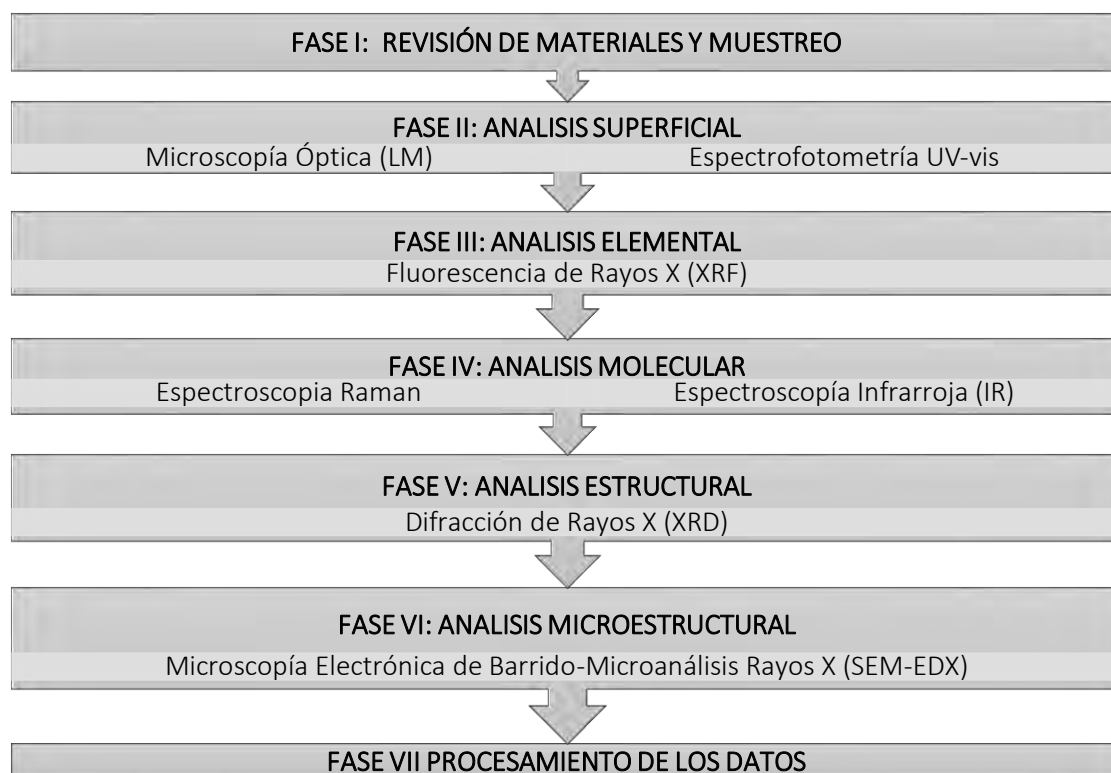 FASE I: REVISIÓN DE MATERIALES Y MUESTREO
FASE II: ANALISIS SUPERFICIAL
Microscopía Óptica (LM) Espectrofotometría UV-vis
FASE III: ANALISIS ELEMENTAL
Fluorescencia de Rayos X (XRF)
FASE IV: ANALISIS MOLECULAR
Espectroscopia Raman Espectroscopía Infrarroja (IR)
FASE V: ANALISIS ESTRUCTURAL
Difracción de Rayos X (XRD)
FASE VI: ANALISIS MICROESTRUCTURAL
Microscopía Electrónica de Barrido-Microanálisis Rayos X (SEM-EDX)
FASE VII PROCESAMIENTO DE LOS DATOS